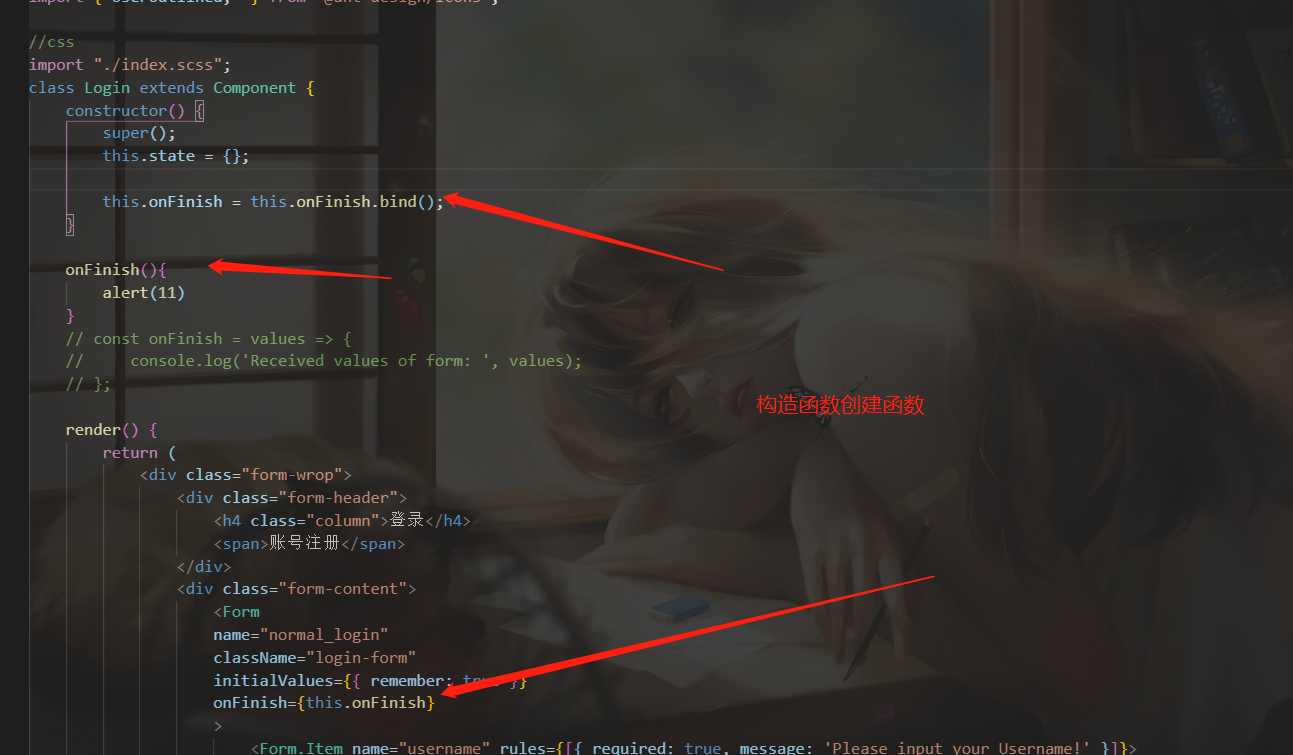 import { UserOutlined, } from '@ant-design/icons';
//css
import "./index.scss";
class Login extends Component {
constructor() {
super();
this.state = {};
this.onFinish = this.onFinish.bind();
}
onFinish(){
alert(11)
}
// const onFinish = values => {
//     console.log('Received values of form: ', values);
// };
构造函数创建函数
render() {
return (
<div class="form-wrop">
<div class="form-header">
<h4 class="column">登录</h4>
<span>账号注册</span>
</div>
<div class="form-content">
<Form
name="normal_login"
className="login-form"
initialValues={{ remember: true }}
onFinish={this.onFinish}
>
<Form.Item name="username" rules={[{ required: true, message: 'Please input your Username!' }]}>